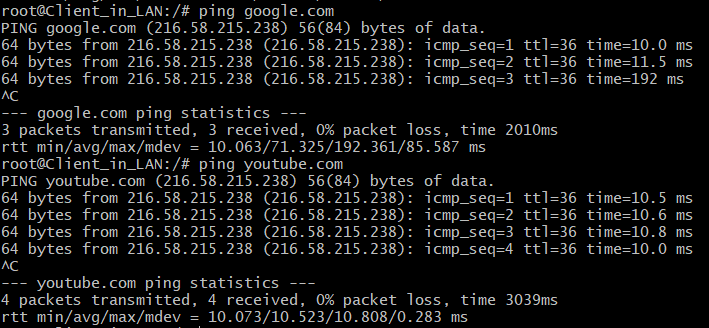 root@Client_in_LAN:/# ping google.com
PING google.com (216.58.215.238) 56(84) bytes of data.
64 bytes from 216.58.215.238 (216.58.215.238): icmp_seq=1 ttl=36 time=10.0 ms
64 bytes from 216.58.215.238 (216.58.215.238): icmp_seq=2 ttl=36 time=11.5 ms
64 bytes from 216.58.215.238 (216.58.215.238): icmp_seq=3 ttl=36 time=192 ms
^C
--- google.com ping statistics ---
3 packets transmitted, 3 received, 0% packet loss, time 2010ms
rtt min/avg/max/mdev = 10.063/71.325/192.361/85.587 ms
root@Client_in_LAN:/# ping youtube.com
PING youtube.com (216.58.215.238) 56(84) bytes of data.
64 bytes from 216.58.215.238 (216.58.215.238): icmp_seq=1 ttl=36 time=10.5 ms
64 bytes from 216.58.215.238 (216.58.215.238): icmp_seq=2 ttl=36 time=10.6 ms
64 bytes from 216.58.215.238 (216.58.215.238): icmp_seq=3 ttl=36 time=10.8 ms
64 bytes from 216.58.215.238 (216.58.215.238): icmp_seq=4 ttl=36 time=10.0 ms
^C
--- youtube.com ping statistics ---
4 packets transmitted, 4 received, 0% packet loss, time 3039ms
rtt min/avg/max/mdev = 10.073/10.523/10.808/0.283 ms